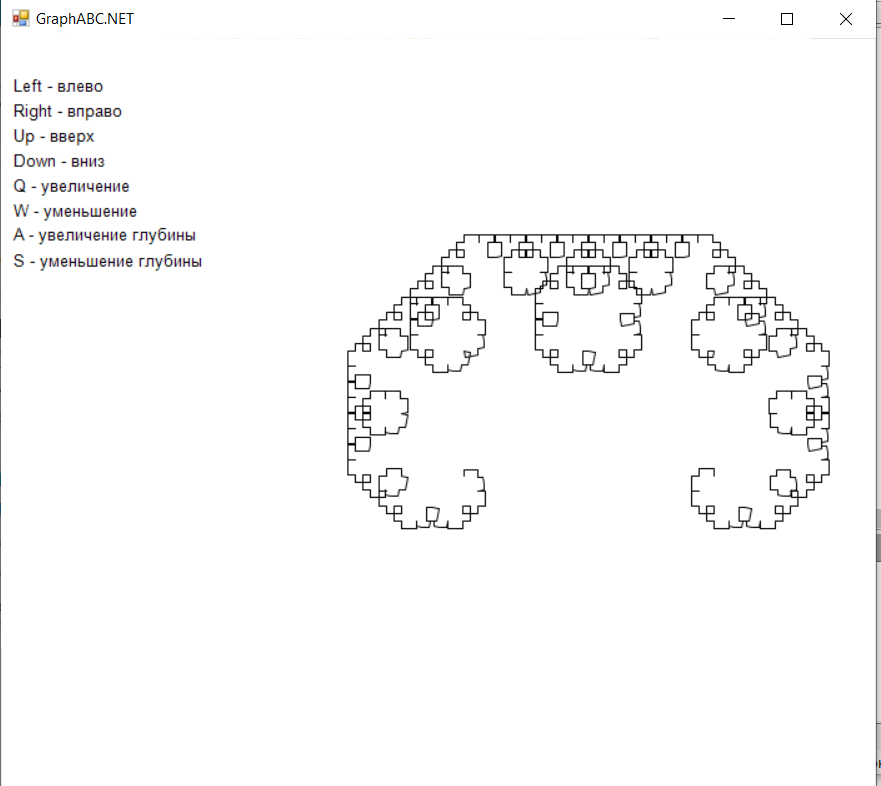 GraphABC.NET
Left - влево
Right - вправо
Up - вверх
Down - вниз
Q - увеличение
W - уменьшение
A - увеличение глубины
S - уменьшение глубины